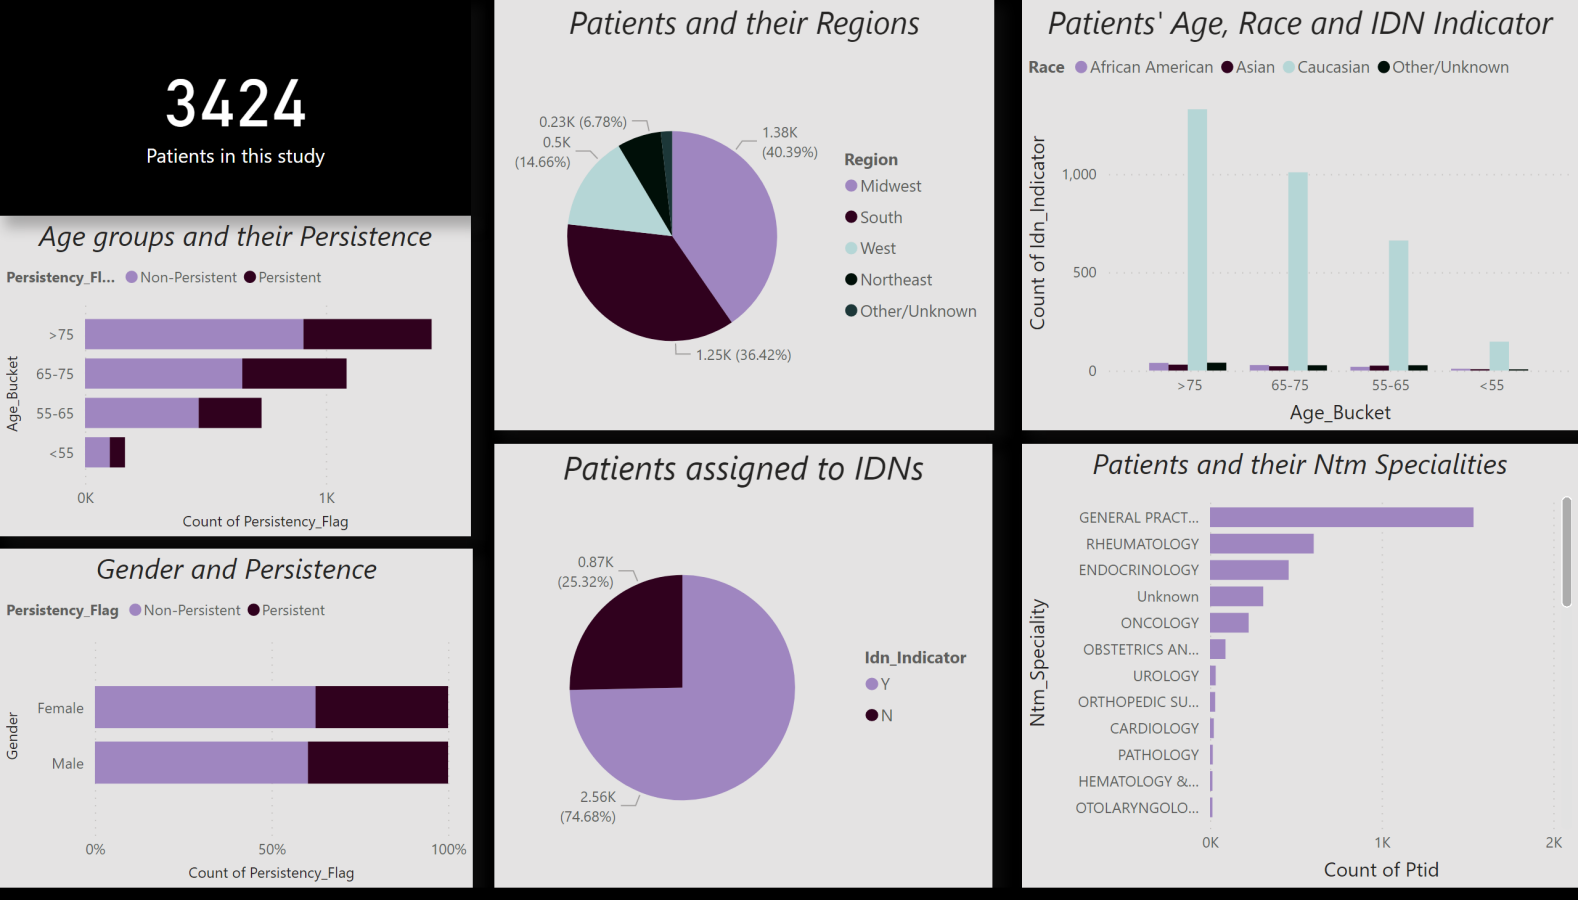 3424
Patients in this study
Age groups and their Persistence
Persistency_Fl... Non-Persistent Persistent
Age_Bucket
>75
65-75
55-65
<55
0K 1K
Count of Persistency_Flag
Gender and Persistence
Persistency_Flag Non-Persistent Persistent
Gender
Female
Male
0% 50% 100%
Count of Persistency_Flag
Patients and their Regions
0.23K (6.78%)
0.5K
(14.66%)
1.38K
(40.39%)
1.25K (36.42%)
Region
Midwest
South
West
Northeast
Other/Unknown
Patients assigned to IDNs
0.87K
(25.32%)
2.56K
(74.68%)
Idn_Indicator
Y
N
Patients' Age, Race and IDN Indicator
Race African American Asian Caucasian Other/Unknown
Count of Idn_Indicator
1,000
500
0
>75 65-75 55-65 <55
Age_Bucket
Patients and their Ntm Specialities
Ntm_Speciality
GENERAL PRACT...
RHEUMATOLOGY
ENDOCRINOLOGY
Unknown
ONCOLOGY
OBSTETRICS AN...
UROLOGY
ORTHOPEDIC SU...
CARDIOLOGY
PATHOLOGY
HEMATOLOGY &...
OTOLARYNGOLO...
0K 1K 2K
Count of Ptid